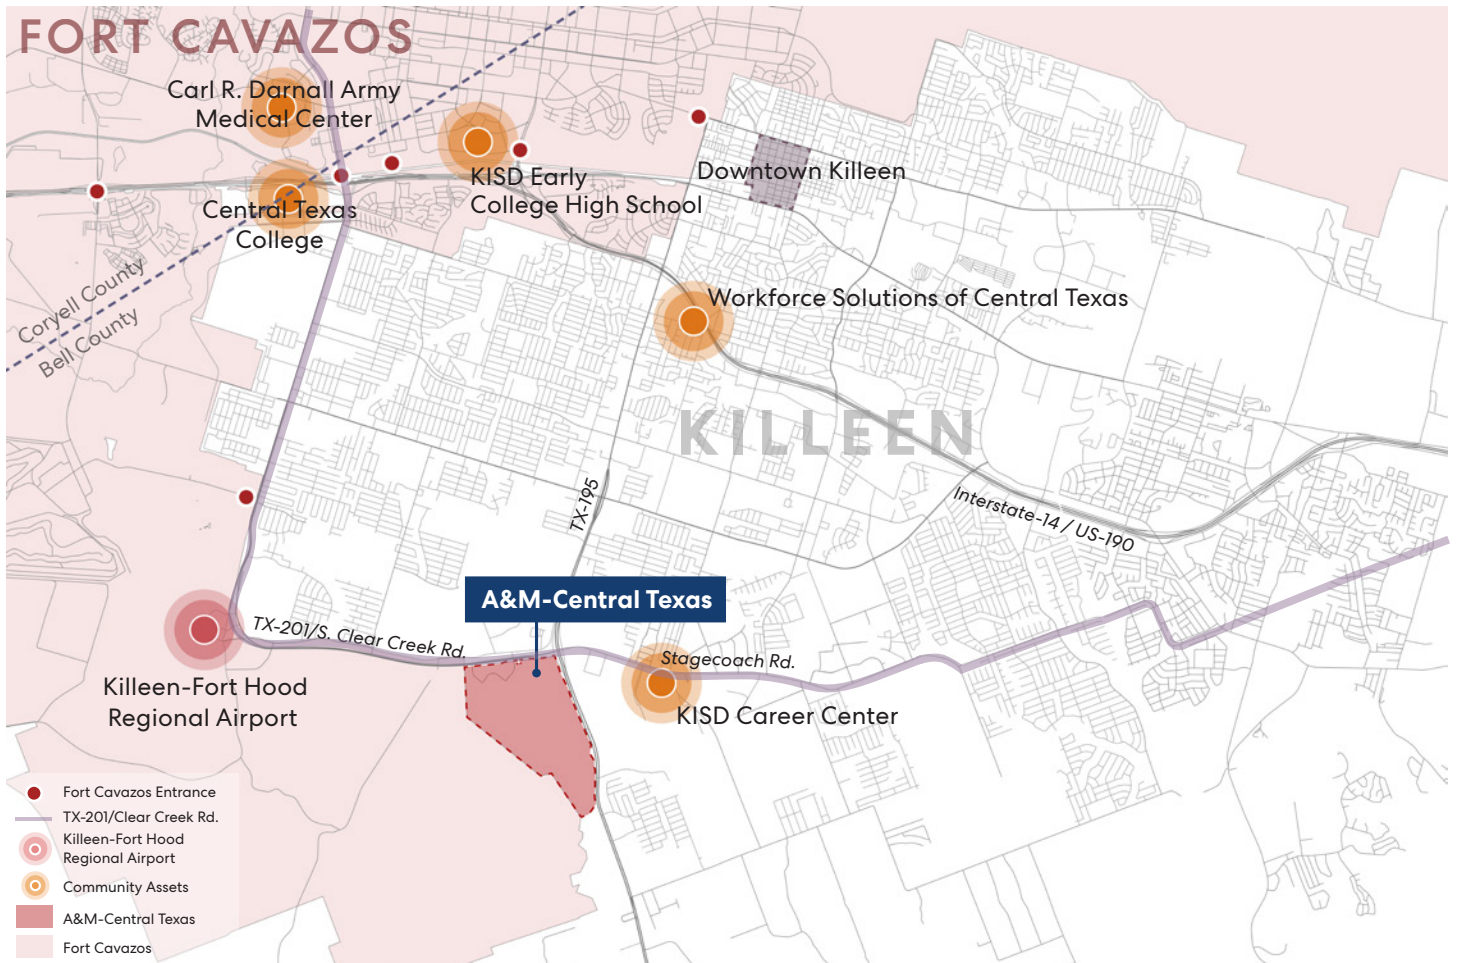 FORT CAVAZOS
Carl R. Darnall Army
Medical Center
KISD Early
College High School
Downtown Killeen
Central Texas
College
Coryell County
Bell County
Workforce Solutions of Central Texas
KILLEEN
TX-195
Interstate-14 / US-190
A&M-Central Texas
TX-201/S. Clear Creek Rd.
Stagecoach Rd.
Killeen-Fort Hood
Regional Airport
KISD Career Center
Fort Cavazos Entrance
TX-201/Clear Creek Rd.
Killeen-Fort Hood
Regional Airport
Community Assets
A&M-Central Texas
Fort Cavazos